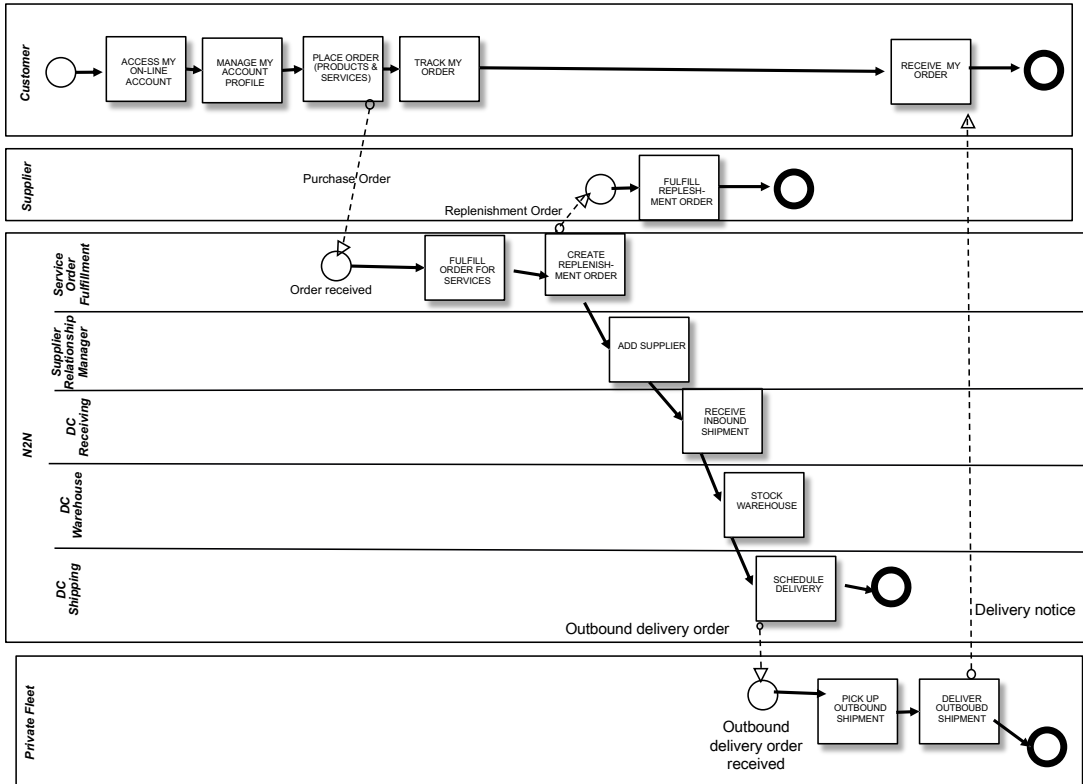 Customer
ACCESS MY
ON-LINE
ACCOUNT
MANAGE MY
ACCOUNT
PROFILE
PLACE ORDER
(PRODUCTS &
SERVICES)
TRACK MY
ORDER
RECEIVE MY
ORDER
Purchase Order
Supplier
Replenishment Order
FULFILL
REPLESH-
MENT ORDER
N2N
Service
Order
Fulfillment
Order received
FULFILL
ORDER FOR
SERVICES
CREATE
REPLENISH-
MENT ORDER
Supplier
Relationship
Manager
ADD SUPPLIER
DC
Receiving
RECEIVE
INBOUND
SHIPMENT
DC
Warehouse
STOCK
WAREHOUSE
DC
Shipping
SCHEDULE
DELIVERY
Outbound delivery order
Delivery notice
Private Fleet
Outbound
delivery order
received
PICK UP
OUTBOUND
SHIPMENT
DELIVER
OUTBOUBD
SHIPMENT